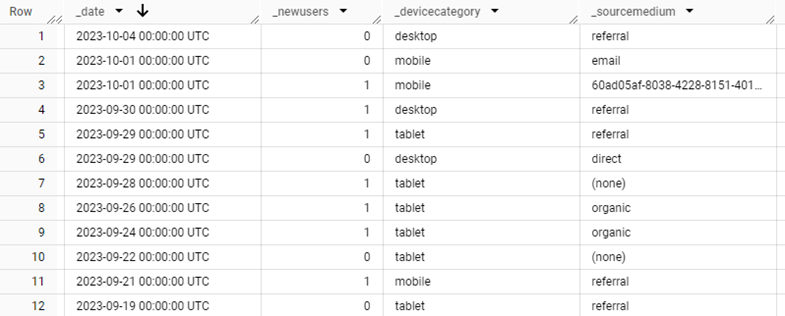 Row _date _newusers _devicecategory _sourcemedium
1 2023-10-04 00:00:00 UTC 0 desktop referral
2 2023-10-01 00:00:00 UTC 0 mobile email
3 2023-10-01 00:00:00 UTC 1 mobile 60ad05af-8038-4228-8151-401...
4 2023-09-30 00:00:00 UTC 1 desktop referral
5 2023-09-29 00:00:00 UTC 1 tablet referral
6 2023-09-29 00:00:00 UTC 0 desktop direct
7 2023-09-28 00:00:00 UTC 1 tablet (none)
8 2023-09-26 00:00:00 UTC 1 tablet organic
9 2023-09-24 00:00:00 UTC 1 tablet organic
10 2023-09-22 00:00:00 UTC 0 tablet (none)
11 2023-09-21 00:00:00 UTC 1 mobile referral
12 2023-09-19 00:00:00 UTC 0 tablet referral